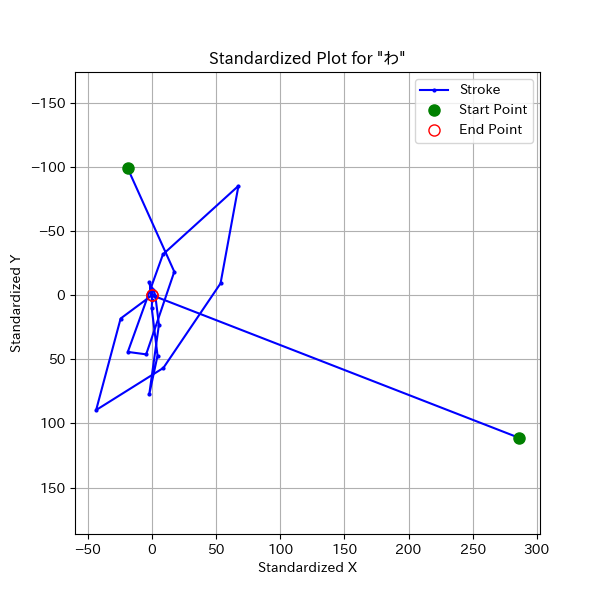 Standardized Plot for "わ"
Stroke
Start Point
End Point
Standardized Y
−150
−100
−50
0
50
100
150
−50 0 50 100 150 200 250 300
Standardized X